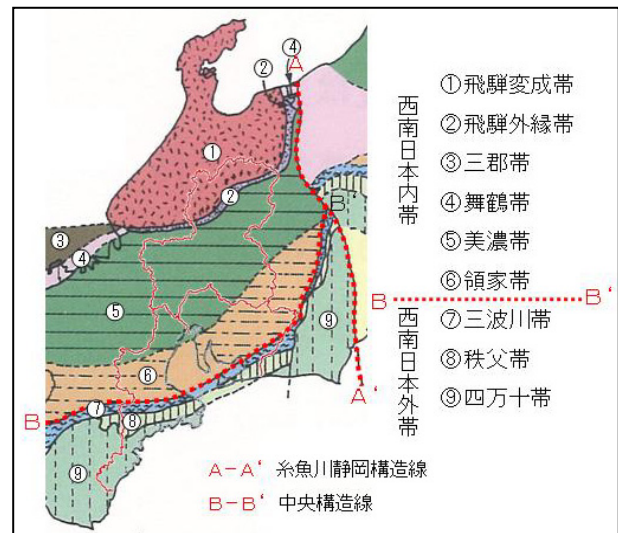 ④
②
A
①
②
③
④
B'
⑤
⑨
⑥
A'
B
⑦
⑧
⑨
西南日本内帯
①飛騨変成帯
②飛騨外縁帯
③三郡帯
④舞鶴帯
⑤美濃帯
⑥領家帯
B B'
西南日本外帯
⑦三波川帯
⑧秩父帯
⑨四万十帯
A-A' 糸魚川静岡構造線
B-B' 中央構造線